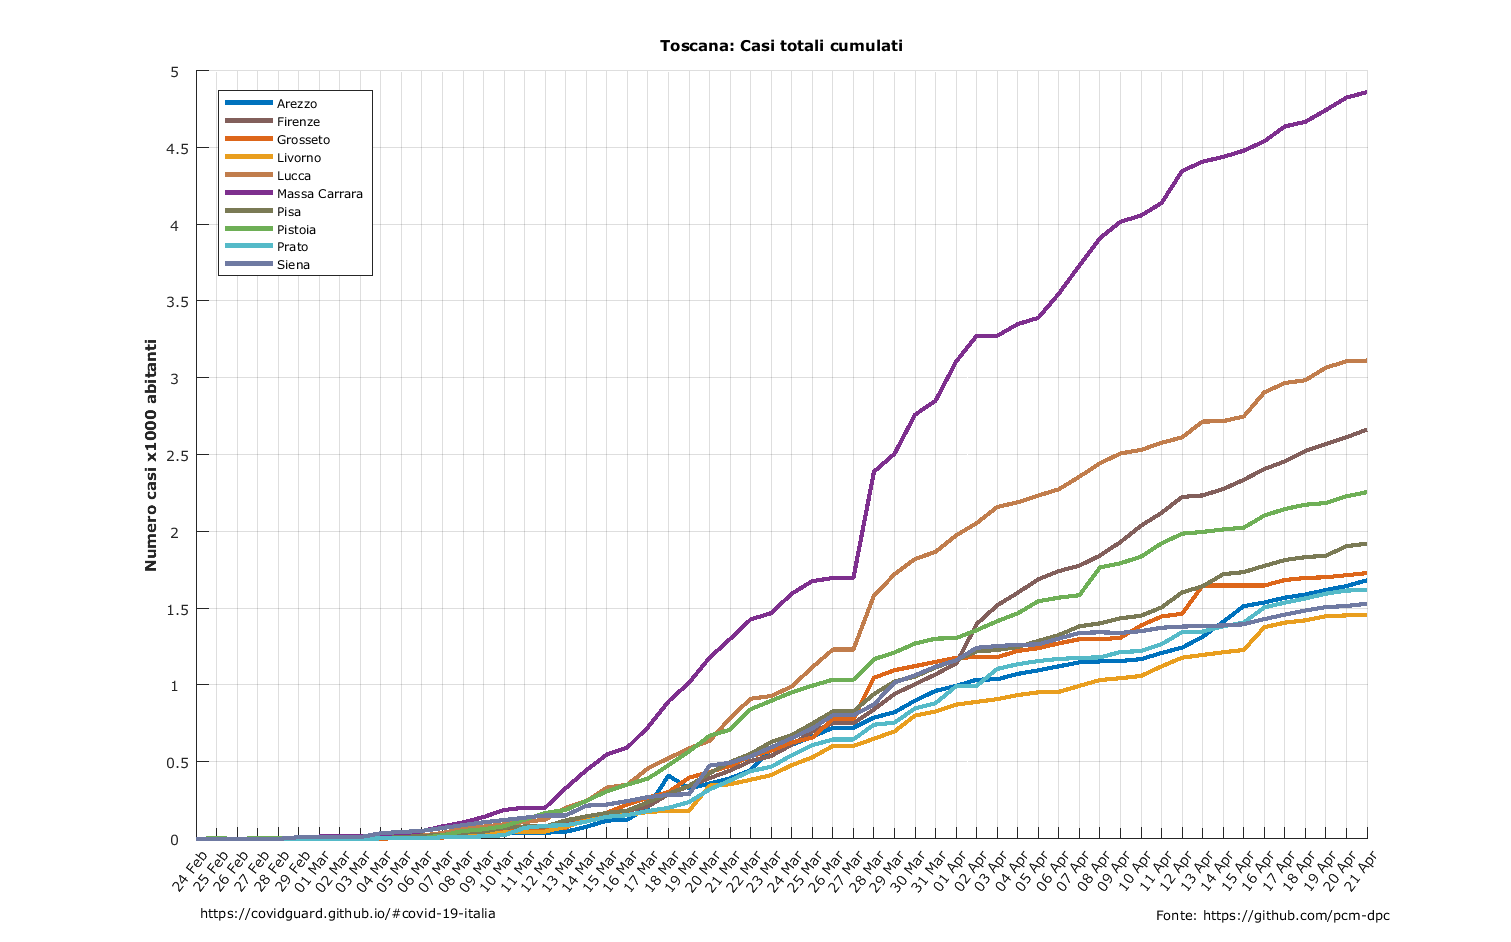 Toscana: Casi totali cumulati
5
4.5
4
3.5
3
2.5
2
1.5
1
0.5
0
Numero casi x1000 abitanti
Arezzo
Firenze
Grosseto
Livorno
Lucca
Massa Carrara
Pisa
Pistoia
Prato
Siena
24 Feb
25 Feb
26 Feb
27 Feb
28 Feb
29 Feb
01 Mar
02 Mar
03 Mar
04 Mar
05 Mar
06 Mar
07 Mar
08 Mar
09 Mar
10 Mar
11 Mar
12 Mar
13 Mar
14 Mar
15 Mar
16 Mar
17 Mar
18 Mar
19 Mar
20 Mar
21 Mar
22 Mar
23 Mar
24 Mar
25 Mar
26 Mar
27 Mar
28 Mar
29 Mar
30 Mar
31 Mar
01 Apr
02 Apr
03 Apr
04 Apr
05 Apr
06 Apr
07 Apr
08 Apr
09 Apr
10 Apr
11 Apr
12 Apr
13 Apr
14 Apr
15 Apr
16 Apr
17 Apr
18 Apr
19 Apr
20 Apr
21 Apr
https://covidguard.github.io/#covid-19-italia
Fonte: https://github.com/pcm-dpc